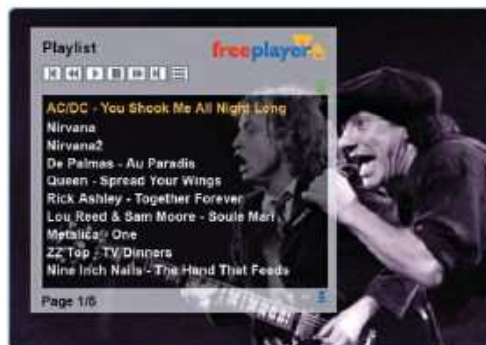 Playlist
freeplayer
AC/DC - You Shook Me All Night Long
Nirvana
Nirvana2
De Palmas - Au Paradis
Queen - Spread Your Wings
Rick Ashley - Together Forever
Lou Reed & Sam Moore - Soule Man
Metalica - One
ZZ Top - TV Dinners
Nine Inch Nails - The Hand That Feeds
Page 1/5